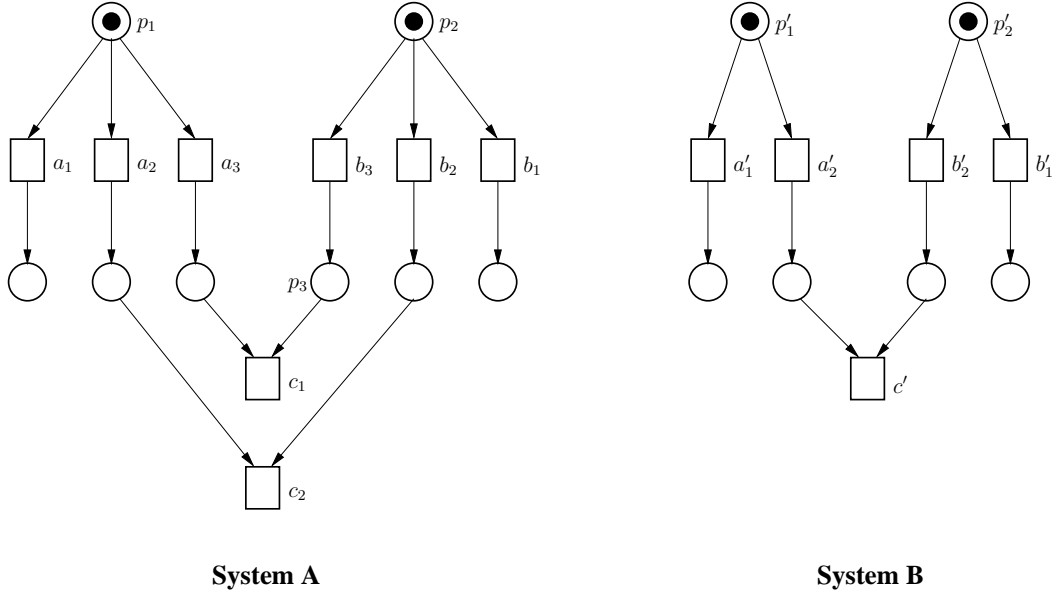 p₁ p₂ p′₁ p′₂
a₁ a₂ a₃ b₃ b₂ b₁ a′₁ a′₂ b′₂ b′₁
p₃
c₁ c′
c₂
System A System B